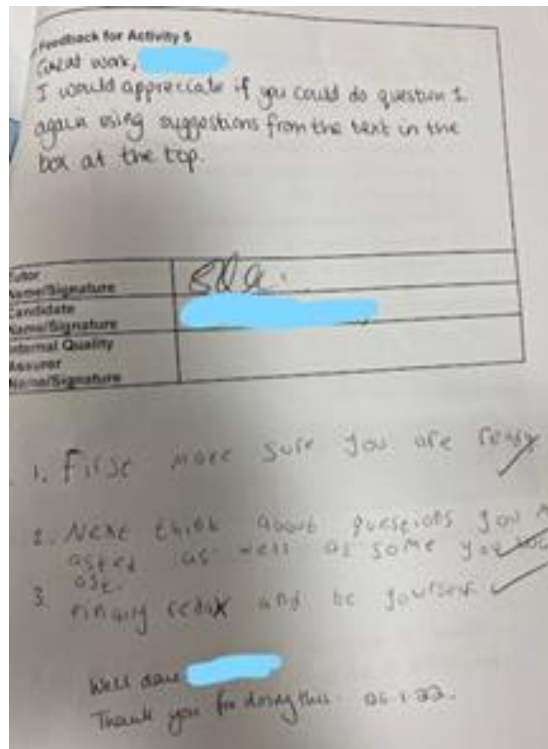 Feedback for Activity 5
Great work,
I would appreciate if you could do question 1
again using suggestions from the text in the
box at the top.
Tutor
Name/Signature
Candidate
Name/Signature
Internal Quality
Assurer
Name/Signature
1. First make sure you are ready
2. Next think about questions you
asked as well as some you
ask.
3. Finally relax and be yourself
Well done
Thank you for doing this.